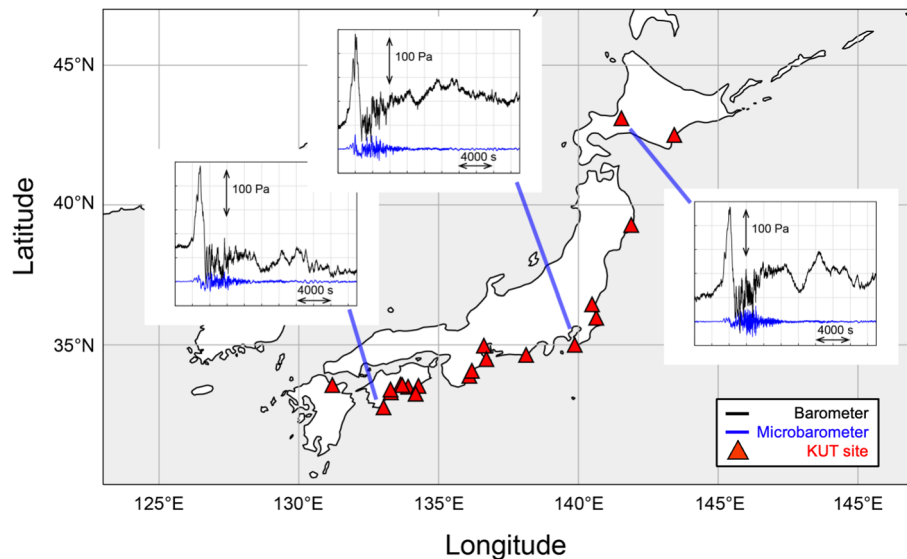 45°N
100 Pa
4000 s
40°N
100 Pa
4000 s
100 Pa
4000 s
Latitude
35°N
Barometer
Microbarometer
KUT site
125°E
130°E
135°E
140°E
145°E
145°E
Longitude